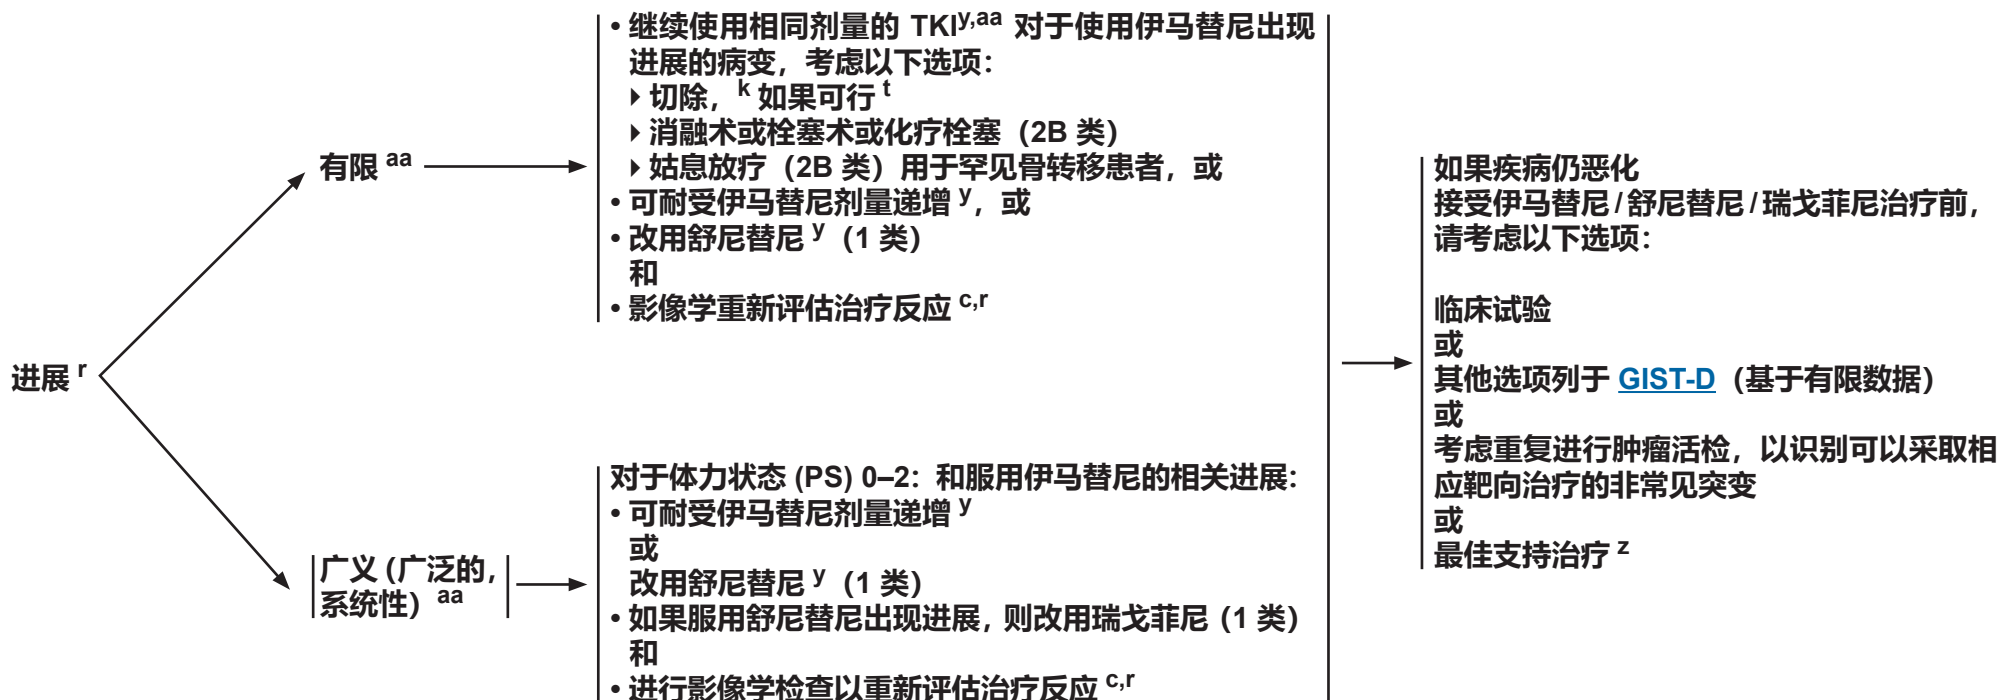 进展 r
有限 aa
• 继续使用相同剂量的 TKIy,aa 对于使用伊马替尼出现
进展的病变，考虑以下选项：
▸ 切除，k 如果可行 t
▸ 消融术或栓塞术或化疗栓塞（2B 类）
▸ 姑息放疗（2B 类）用于罕见骨转移患者，或
• 可耐受伊马替尼剂量递增 y，或
• 改用舒尼替尼 y（1 类）
和
• 影像学重新评估治疗反应 c,r
广义 (广泛的，
系统性）aa
对于体力状态 (PS) 0–2：和服用伊马替尼的相关进展：
• 可耐受伊马替尼剂量递增 y
或
改用舒尼替尼 y（1 类）
• 如果服用舒尼替尼出现进展，则改用瑞戈菲尼（1 类）
和
• 进行影像学检查以重新评估治疗反应 c,r
如果疾病仍恶化
接受伊马替尼/舒尼替尼/瑞戈菲尼治疗前，
请考虑以下选项：
临床试验
或
其他选项列于 GIST-D（基于有限数据）
或
考虑重复进行肿瘤活检，以识别可以采取相
应靶向治疗的非常见突变
或
最佳支持治疗 z